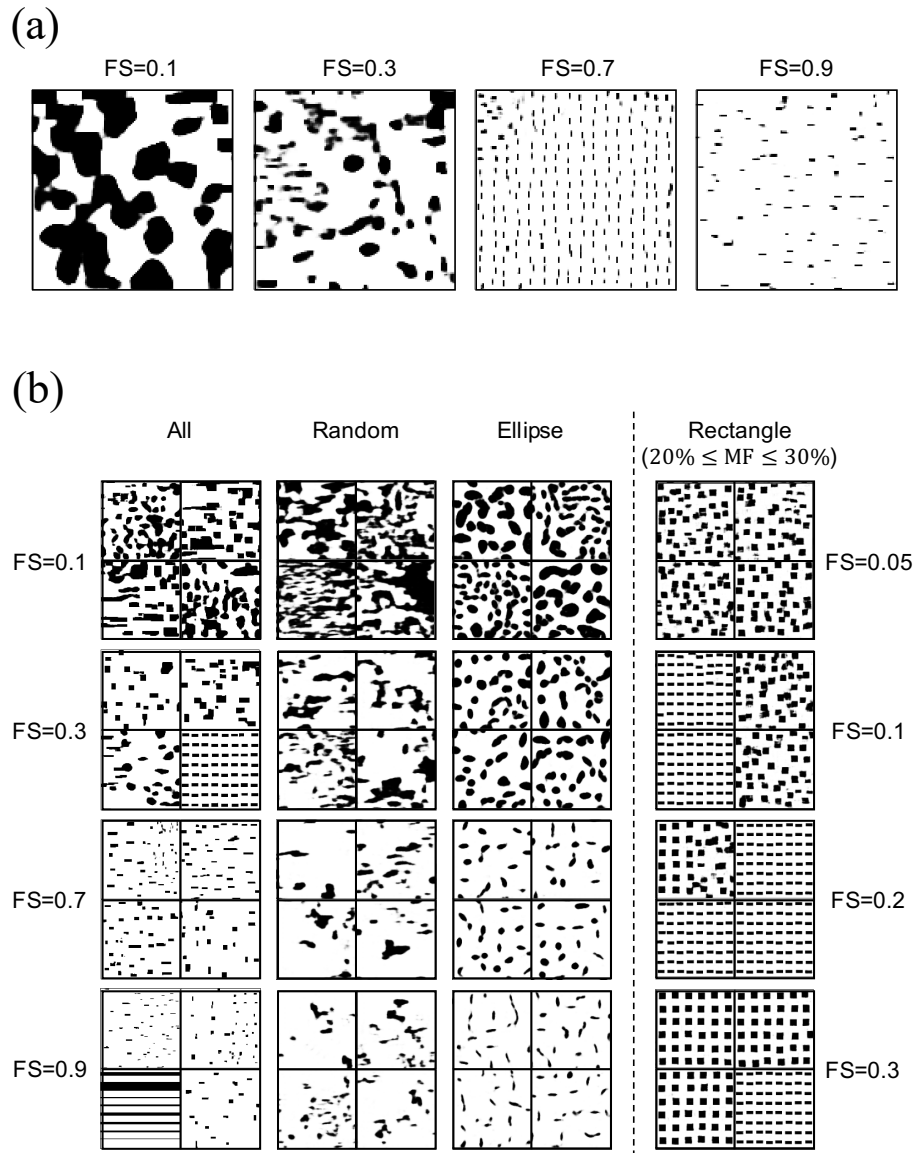 (a)
FS=0.1 FS=0.3 FS=0.7 FS=0.9
(b)
All Random Ellipse Rectangle
(20% ≤ MF ≤ 30%)
FS=0.1 FS=0.05
FS=0.3 FS=0.1
FS=0.7 FS=0.2
FS=0.9 FS=0.3